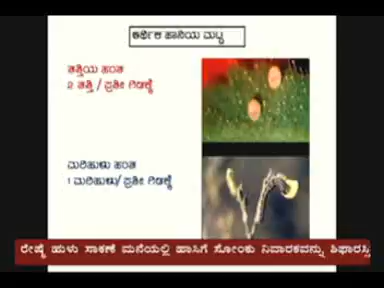 ಆರ್ಥಿಕ ಹಾನಿಯ ಮಟ್ಟ
ತತ್ತಿಯ ಹಂತ
2 ತತ್ತಿ / ಪ್ರತೀ ಗಿಡಕ್ಕೆ
ಮರಿಹುಳು ಹಂತ
1 ಮರಿಹುಳು/ ಪ್ರತೀ ಗಿಡಕ್ಕೆ
ರೇಷ್ಮೆ ಹುಳು ಸಾಕಣೆ ಮನೆಯಲ್ಲಿ ಹಾಸಿಗೆ ಸೋಂಕು ನಿವಾರಕವನ್ನು ಶಿಫಾರಸ್ಸಿ